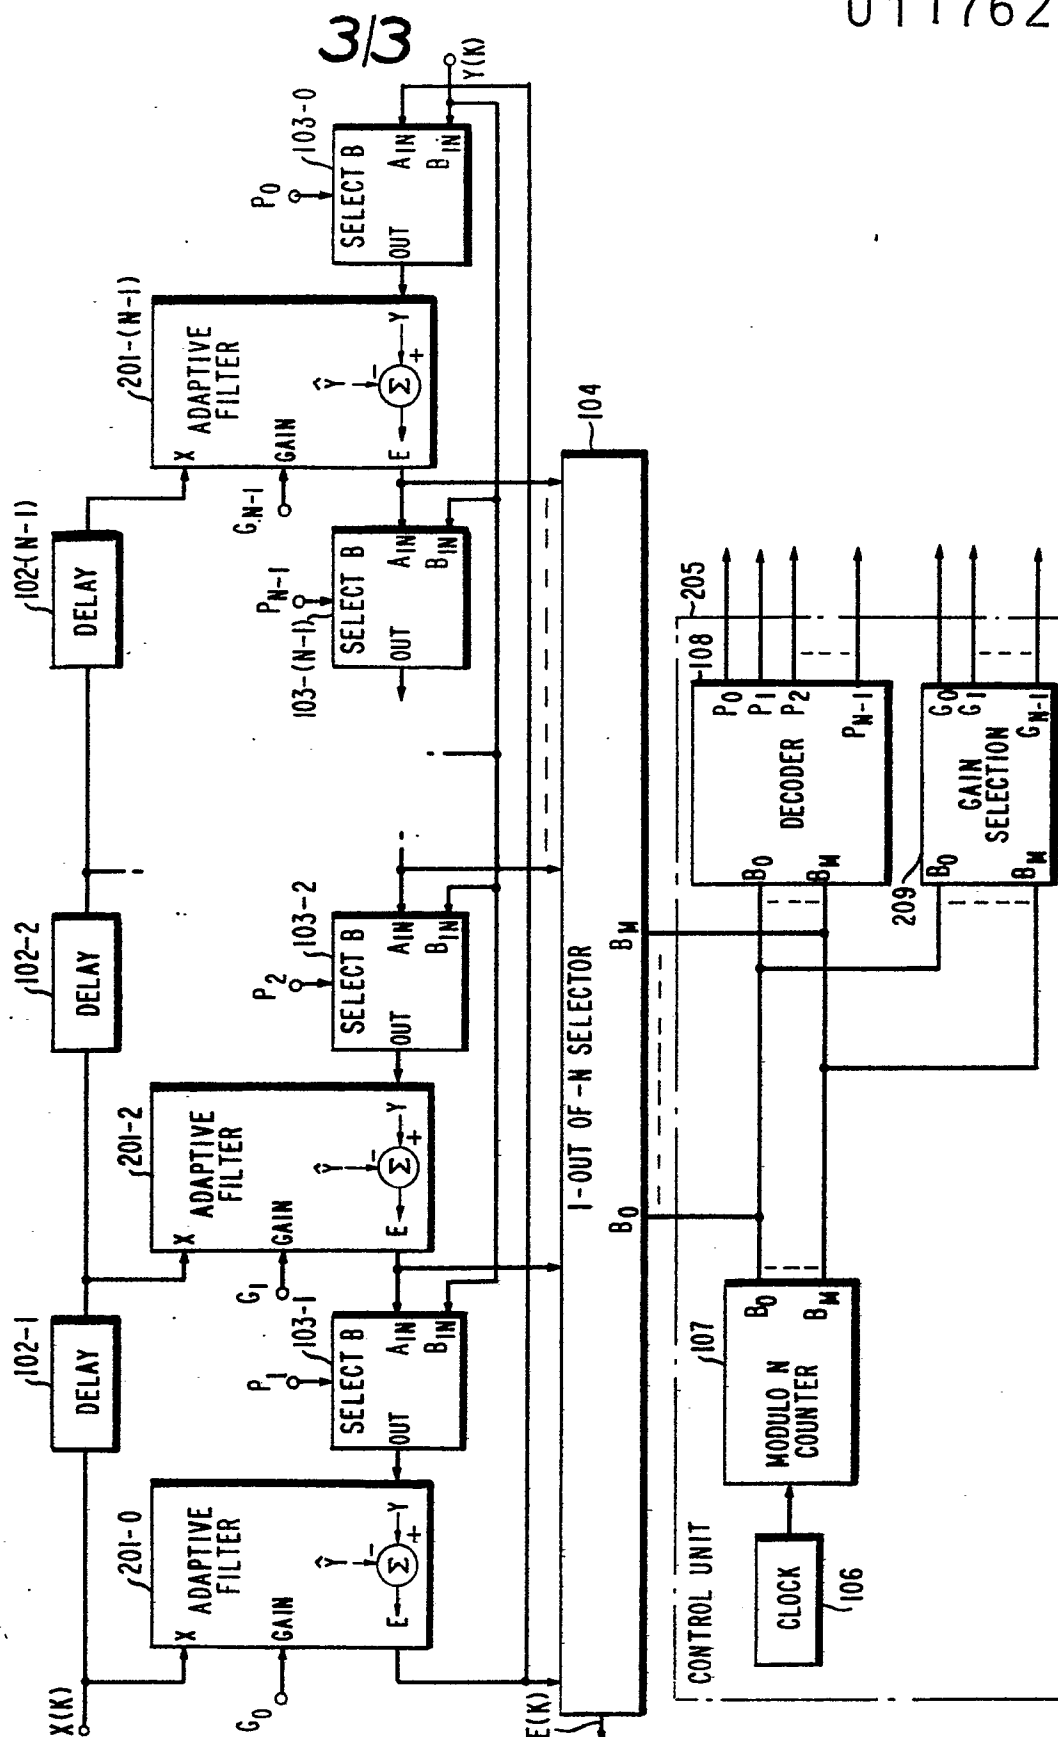 3/3
011762
X(K)
102-1
DELAY
102-2
DELAY
102-(N-1)
DELAY
201-0
ADAPTIVE
FILTER
X
GAIN
G0
Ŷ
-
Σ
+
Y
E
P1
103-1
SELECT B
OUT
AIN
BIN
201-2
ADAPTIVE
FILTER
X
GAIN
G1
Ŷ
-
Σ
+
Y
E
P2
103-2
SELECT B
OUT
AIN
BIN
PN-1
103-(N-1)
SELECT B
OUT
AIN
BIN
201-(N-1)
ADAPTIVE
FILTER
X
GAIN
GN-1
Ŷ
-
Σ
+
Y
E
P0
103-0
SELECT B
OUT
AIN
BIN
Y(K)
E(K)
1-OUT OF -N SELECTOR
104
B0
BM
CONTROL UNIT
205
CLOCK
106
107
MODULO N
COUNTER
B0
BM
108
DECODER
B0
BM
P0
P1
P2
PN-1
209
GAIN
SELECTION
B0
BM
G0
G1
GN-1